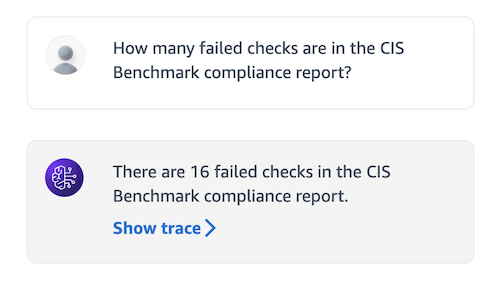 How many failed checks are in the CIS
Benchmark compliance report?
There are 16 failed checks in the CIS
Benchmark compliance report.
Show trace